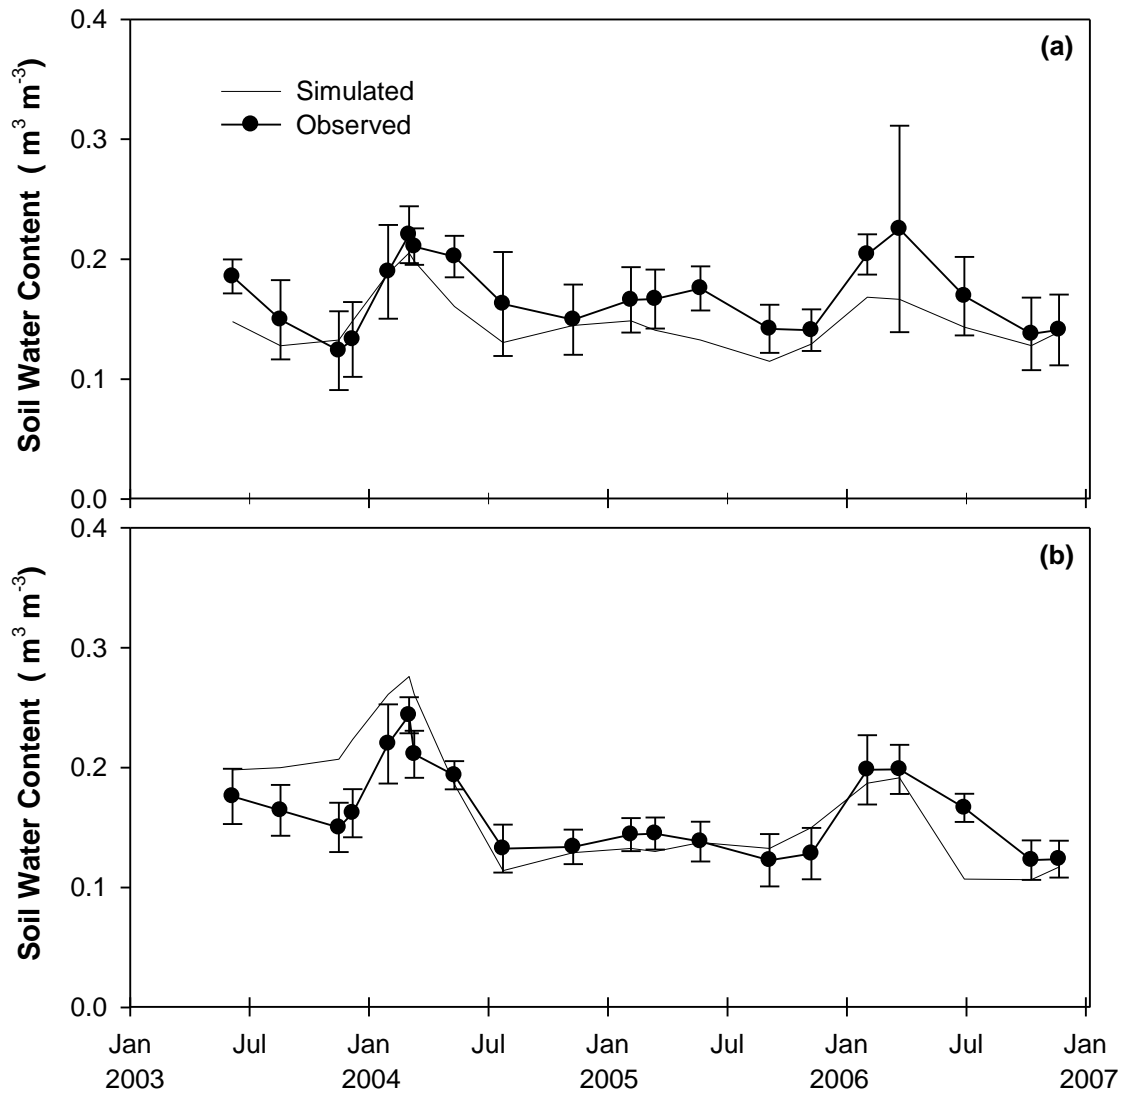 0.4
(a)
Simulated
Observed
0.3
0.2
0.1
0.0
Soil Water Content ( m³ m⁻³)
0.4
(b)
0.3
0.2
0.1
0.0
Soil Water Content ( m³ m⁻³)
Jan Jul Jan Jul Jan Jul Jan Jul Jan
2003 2004 2005 2006 2007